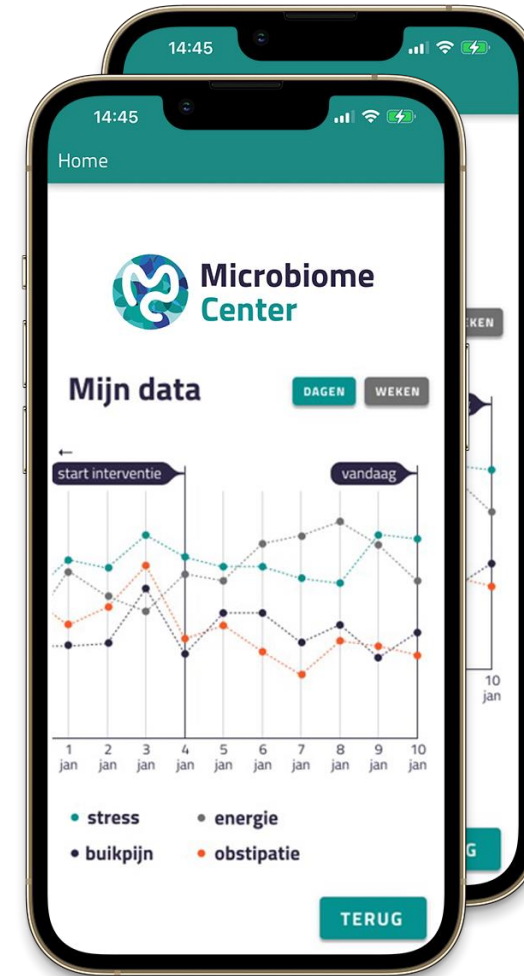 14:45
14:45
Home
Microbiome
Center
Mijn data
DAGEN
WEKEN
KEN
←
start interventie
vandaag
1 2 3 4 5 6 7 8 9 10
jan jan jan jan jan jan jan jan jan jan
10
jan
stress
energie
buikpijn
obstipatie
TERUG
G